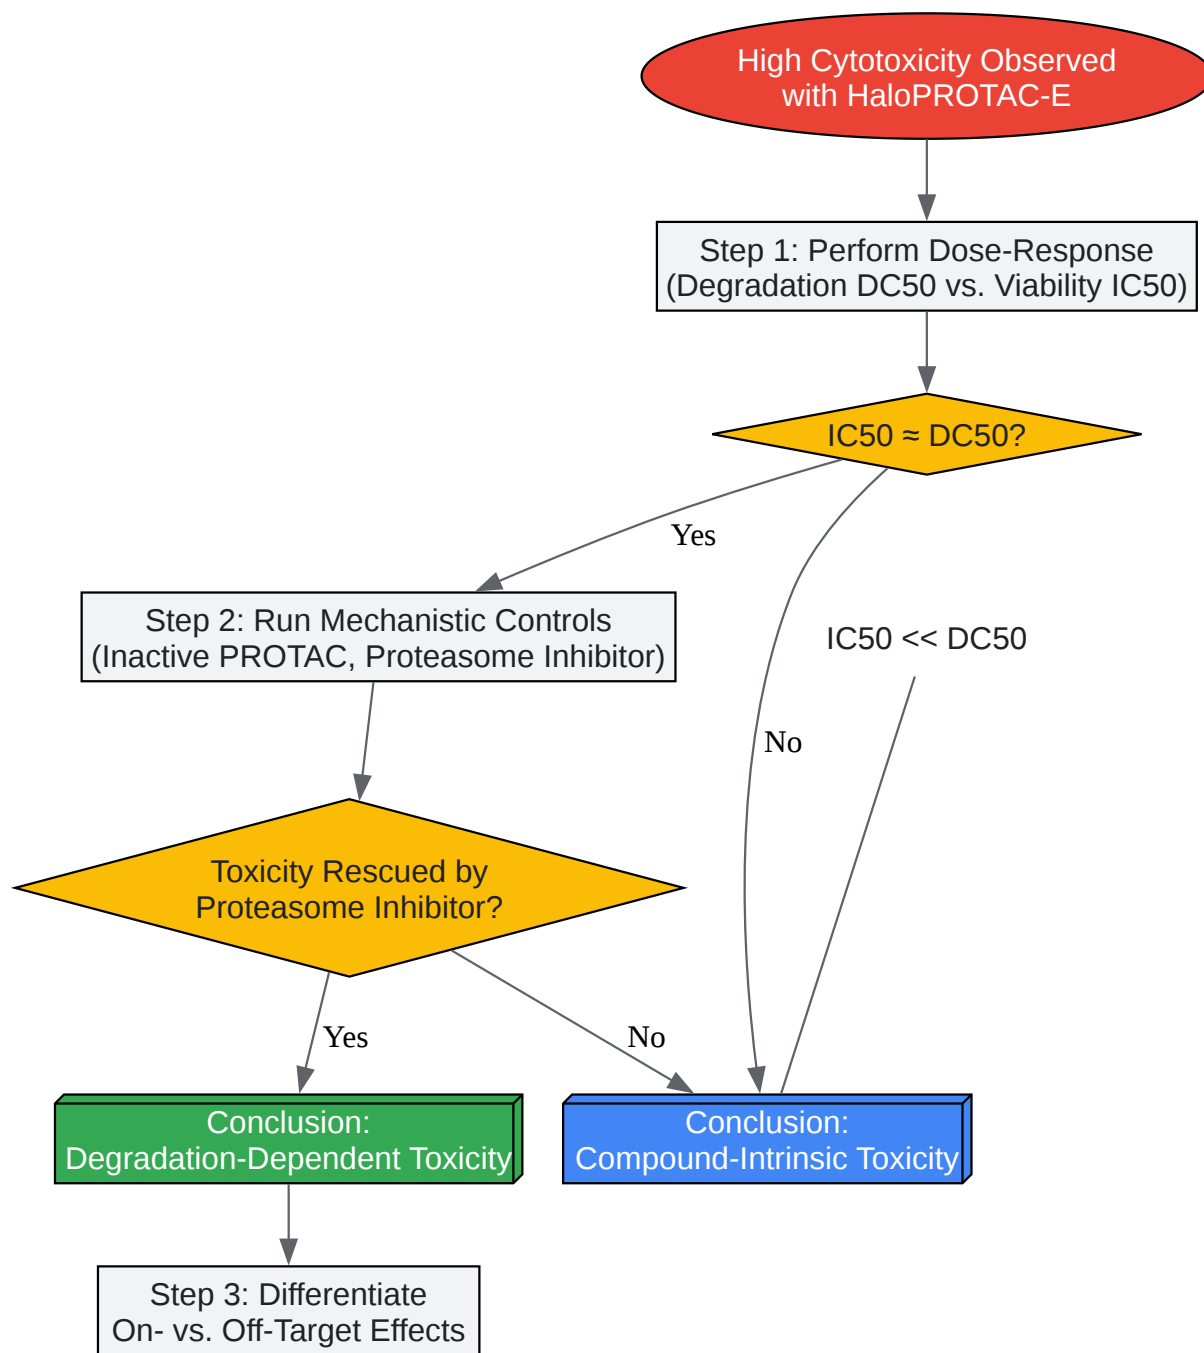 High Cytotoxicity Observed
with HaloPROTAC-E
Step 1: Perform Dose-Response
(Degradation DC50 vs. Viability IC50)
IC50 ≈ DC50?
Yes
Step 2: Run Mechanistic Controls
(Inactive PROTAC, Proteasome Inhibitor)
IC50 << DC50
No
Toxicity Rescued by
Proteasome Inhibitor?
Yes
No
Conclusion:
Degradation-Dependent Toxicity
Conclusion:
Compound-Intrinsic Toxicity
Step 3: Differentiate
On- vs. Off-Target Effects